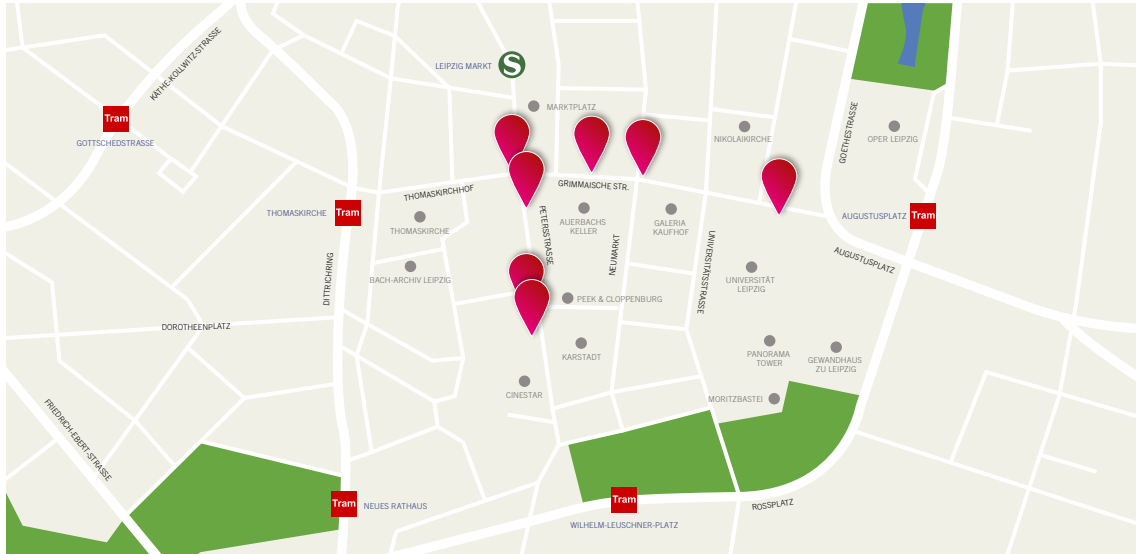 KÄTHE-KOLLWITZ-STRASSE
LEIPZIG MARKT
S
MARKTPLATZ
Tram
GOTTSCHEDSTRASSE
NIKOLAIKIRCHE
GOETHESTRASSE
OPER LEIPZIG
THOMASKIRCHHOF
GRIMMAISCHE STR.
THOMASKIRCHE
Tram
THOMASKIRCHE
PETERSSTRASSE
AUERBACHS
KELLER
NEUMARKT
GALERIA
KAUFHOF
UNIVERSITÄTSSTRASSE
AUGUSTUSPLATZ
Tram
AUGUSTUSPLATZ
DITTRICHRING
BACH-ARCHIV LEIPZIG
UNIVERSITÄT
LEIPZIG
PEEK & CLOPPENBURG
DOROTHEENPLATZ
KARSTADT
PANORAMA
TOWER
GEWANDHAUS
ZU LEIPZIG
CINESTAR
MORITZBASTEI
FRIEDRICH-EBERT-STRASSE
Tram
NEUES RATHAUS
Tram
WILHELM-LEUSCHNER-PLATZ
ROSSPLATZ